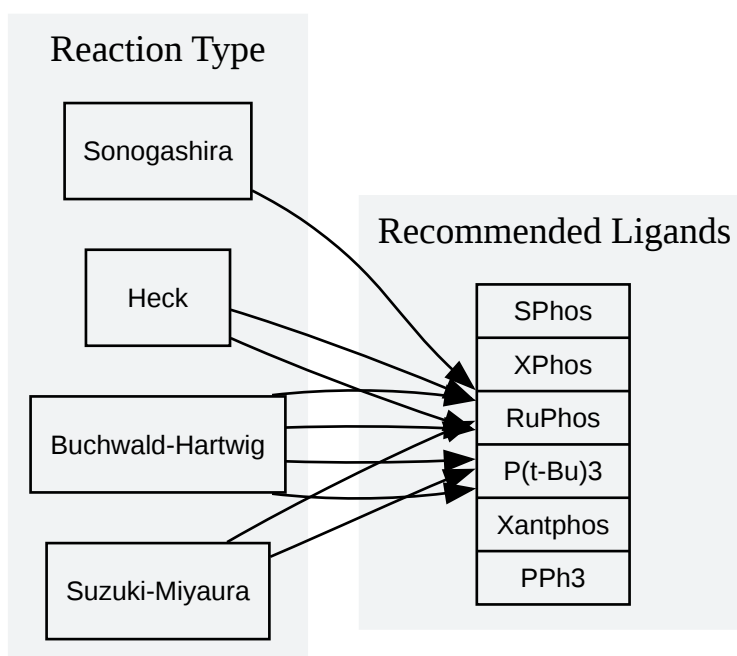 Reaction Type
Sonogashira
Heck
Buchwald-Hartwig
Suzuki-Miyaura
Recommended Ligands
SPhos
XPhos
RuPhos
P(t-Bu)3
Xantphos
PPh3